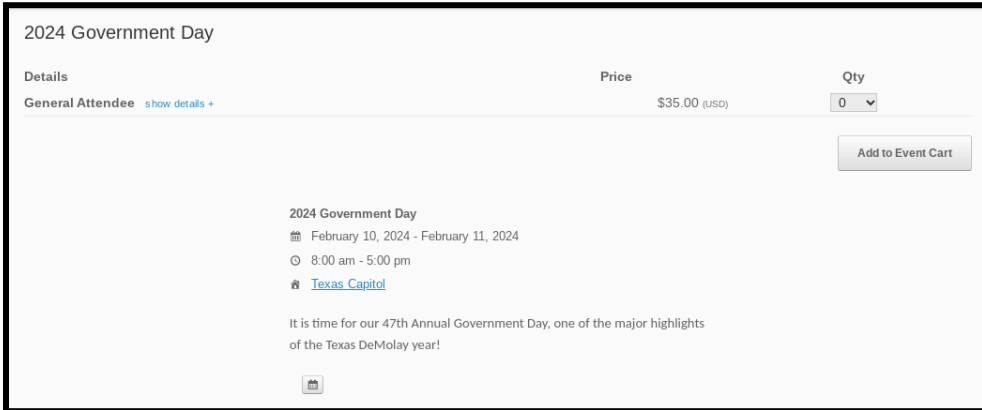 2024 Government Day
Details Price Qty
General Attendee show details + $35.00 (USD) 0
Add to Event Cart
2024 Government Day
February 10, 2024 - February 11, 2024
8:00 am - 5:00 pm
Texas Capitol
It is time for our 47th Annual Government Day, one of the major highlights
of the Texas DeMolay year!